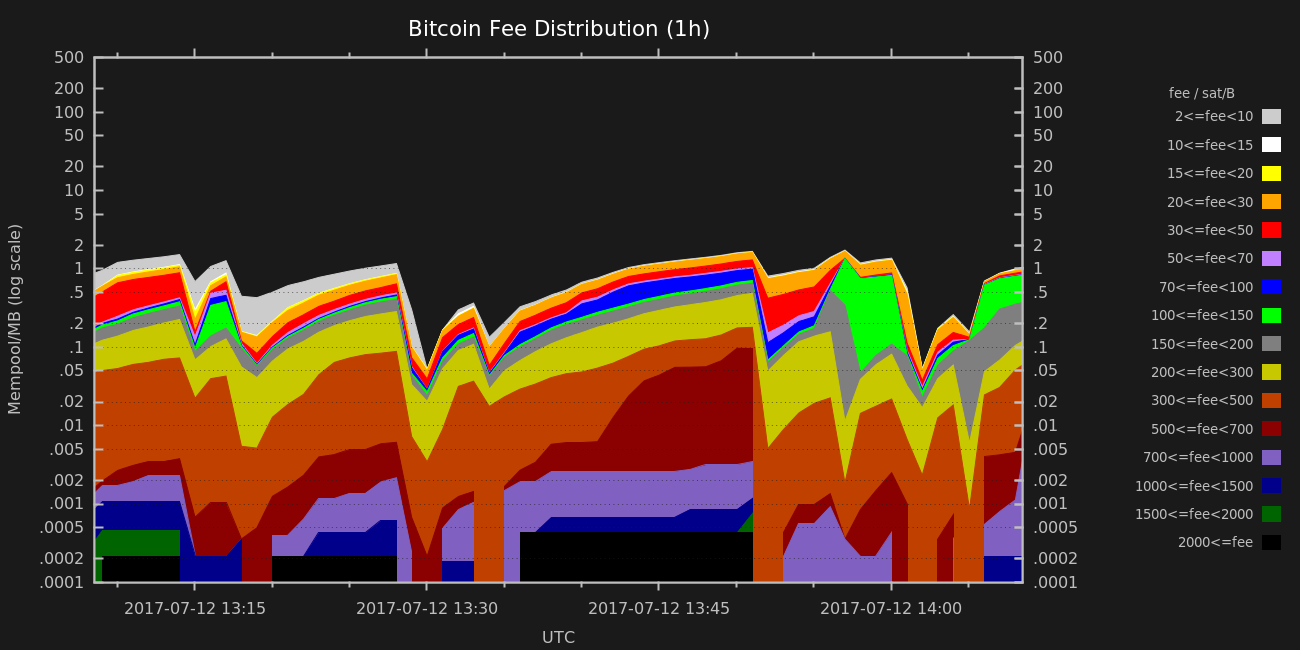 Bitcoin Fee Distribution (1h)
Mempool/MB (log scale)
500 500
200 200
100 100
50 50
20 20
10 10
5 5
2 2
1 1
.5 .5
.2 .2
.1 .1
.05 .05
.02 .02
.01 .01
.005 .005
.002 .002
.001 .001
.0005 .0005
.0002 .0002
.0001 .0001
2017-07-12 13:15 2017-07-12 13:30 2017-07-12 13:45 2017-07-12 14:00
UTC
fee / sat/B
2<=fee<10
10<=fee<15
15<=fee<20
20<=fee<30
30<=fee<50
50<=fee<70
70<=fee<100
100<=fee<150
150<=fee<200
200<=fee<300
300<=fee<500
500<=fee<700
700<=fee<1000
1000<=fee<1500
1500<=fee<2000
2000<=fee